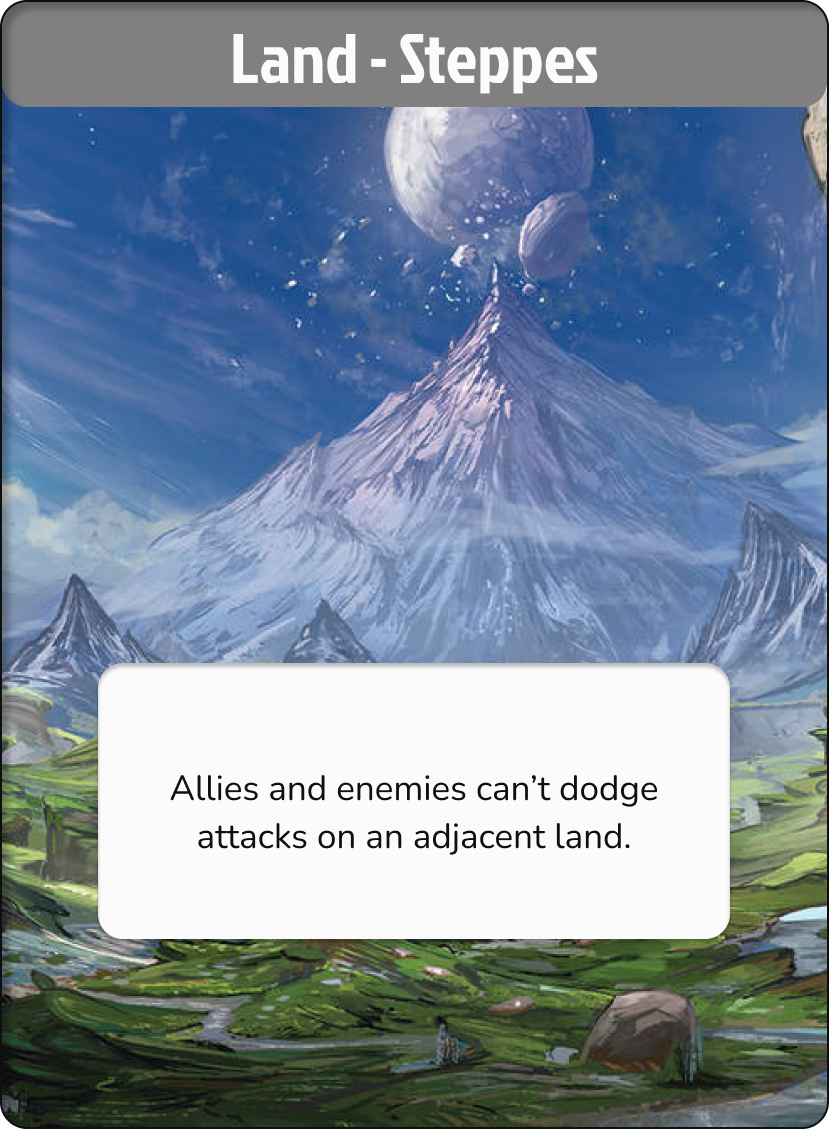 Land - Steppes
Allies and enemies can’t dodge
attacks on an adjacent land.